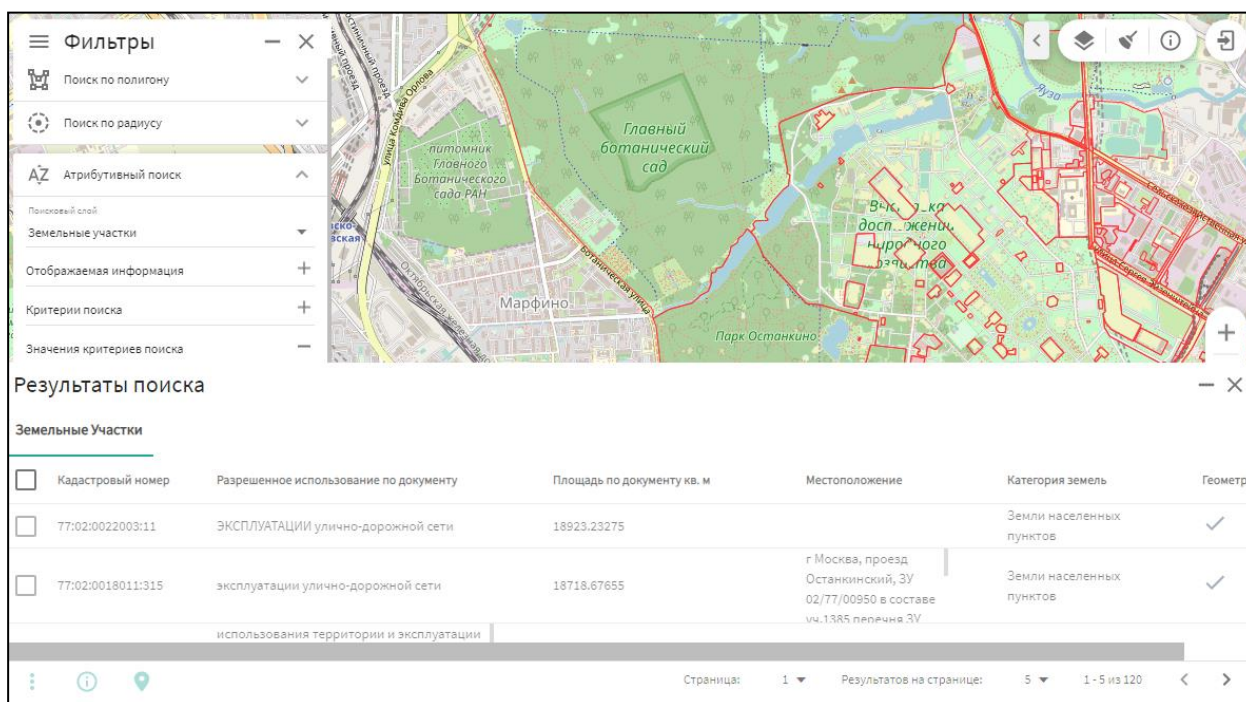 Фильтры
Поиск по полигону
Поиск по радиусу
Атрибутивный поиск
Поисковый слой
Земельные участки
Отображаемая информация
Критерии поиска
Значения критериев поиска
улица Комдива Орлова
питомник
Главного
Ботанического
сада РАН
Главный
ботанический
сад
Яуза
Ботаническая улица
Марфино
Парк Останкино
Результаты поиска
Земельные Участки
Кадастровый номер Разрешенное использование по документу Площадь по документу кв. м Местоположение Категория земель Геометр
77:02:0022003:11 ЭКСПЛУАТАЦИИ улично-дорожной сети 18923.23275 Земли населенных
пунктов
77:02:0018011:315 эксплуатации улично-дорожной сети 18718.67655 г Москва, проезд
Останкинский, ЗУ
02/77/00950 в составе
уч.1385 перечня ЗУ
Земли населенных
пунктов
использования территории и эксплуатации
Страница: 1 Результатов на странице: 5 1 - 5 из 120